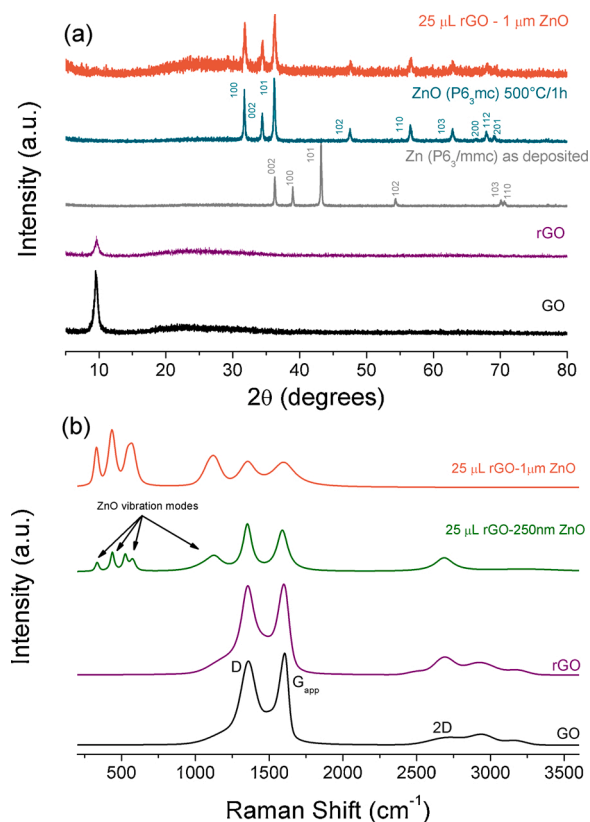 (a)
25 μL rGO - 1 μm ZnO
100
002
101
ZnO (P6₃mc) 500°C/1h
102
110
103
200
112
201
Zn (P6₃/mmc) as deposited
002
100
101
102
103
110
rGO
GO
Intensity (a.u.)
10 20 30 40 50 60 70 80
2θ (degrees)
(b)
25 μL rGO-1μm ZnO
ZnO vibration modes
25 μL rGO-250nm ZnO
rGO
D
G_app
2D
GO
Intensity (a.u.)
500 1000 1500 2000 2500 3000 3500
Raman Shift (cm⁻¹)